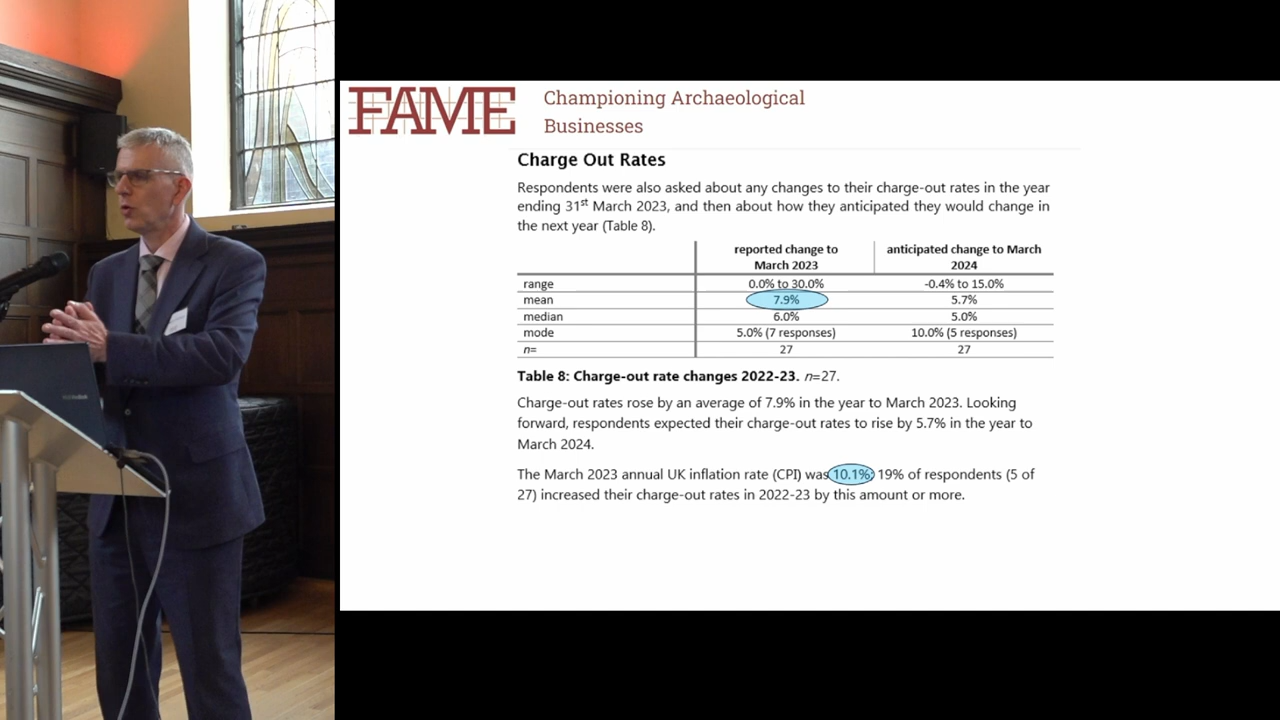 FAME
Championing Archaeological
Businesses
Charge Out Rates
Respondents were also asked about any changes to their charge-out rates in the year
ending 31st March 2023, and then about how they anticipated they would change in
the next year (Table 8).
reported change to March 2023 anticipated change to March 2024
range 0.0% to 30.0% -0.4% to 15.0%
mean 7.9% 5.7%
median 6.0% 5.0%
mode 5.0% (7 responses) 10.0% (5 responses)
n= 27 27
Table 8: Charge-out rate changes 2022-23. n=27.
Charge-out rates rose by an average of 7.9% in the year to March 2023. Looking
forward, respondents expected their charge-out rates to rise by 5.7% in the year to
March 2024.
The March 2023 annual UK inflation rate (CPI) was 10.1%; 19% of respondents (5 of
27) increased their charge-out rates in 2022-23 by this amount or more.